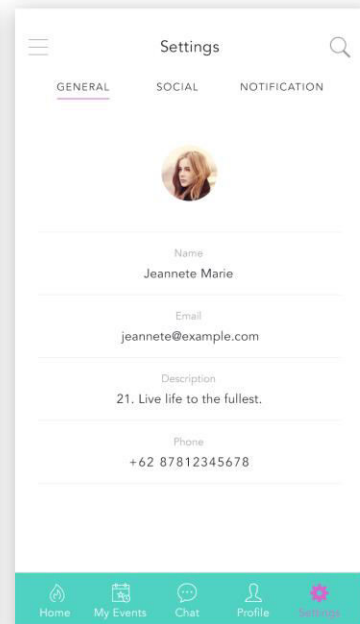 Settings
GENERAL SOCIAL NOTIFICATION
Name
Jeannete Marie
Email
jeannete@example.com
Description
21. Live life to the fullest.
Phone
+62 87812345678
Home My Events Chat Profile Settings